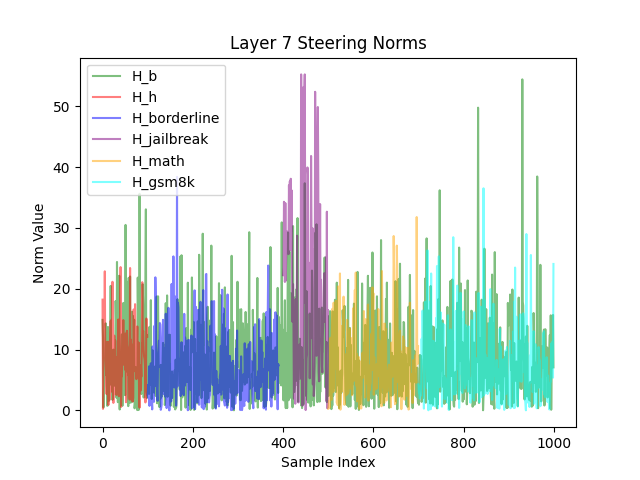 Layer 7 Steering Norms
H_b
H_h
H_borderline
H_jailbreak
H_math
H_gsm8k
Norm Value
50
40
30
20
10
0
0 200 400 600 800 1000
Sample Index